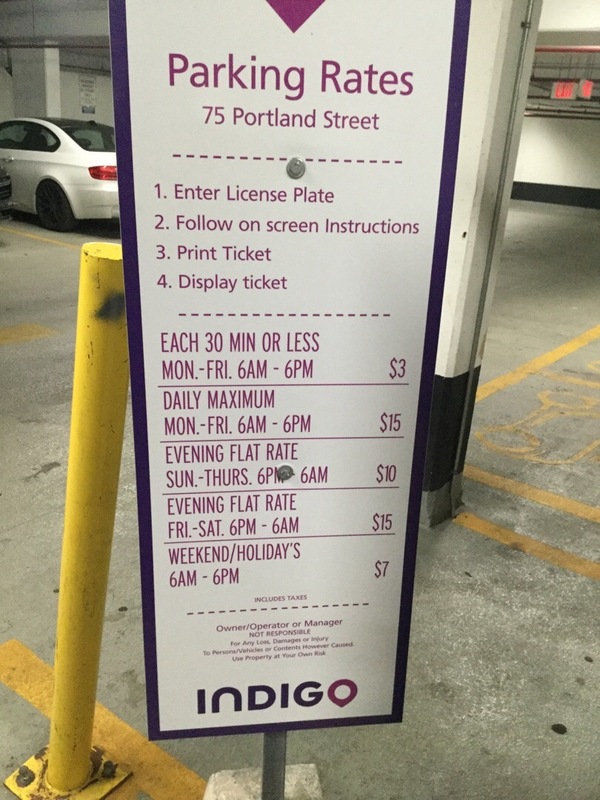 Parking Rates
75 Portland Street
1. Enter License Plate
2. Follow on screen Instructions
3. Print Ticket
4. Display ticket
EACH 30 MIN OR LESS
MON.-FRI. 6AM - 6PM $3
DAILY MAXIMUM
MON.-FRI. 6AM - 6PM $15
EVENING FLAT RATE
SUN.-THURS. 6PM - 6AM $10
EVENING FLAT RATE
FRI.-SAT. 6PM - 6AM $15
WEEKEND/HOLIDAY'S
6AM - 6PM $7
INCLUDES TAXES
Owner/Operator or Manager
NOT RESPONSIBLE
For Any Loss, Damages or Injury
To Persons/Vehicles or Contents However Caused.
Use Property at Your Own Risk
INDIGO